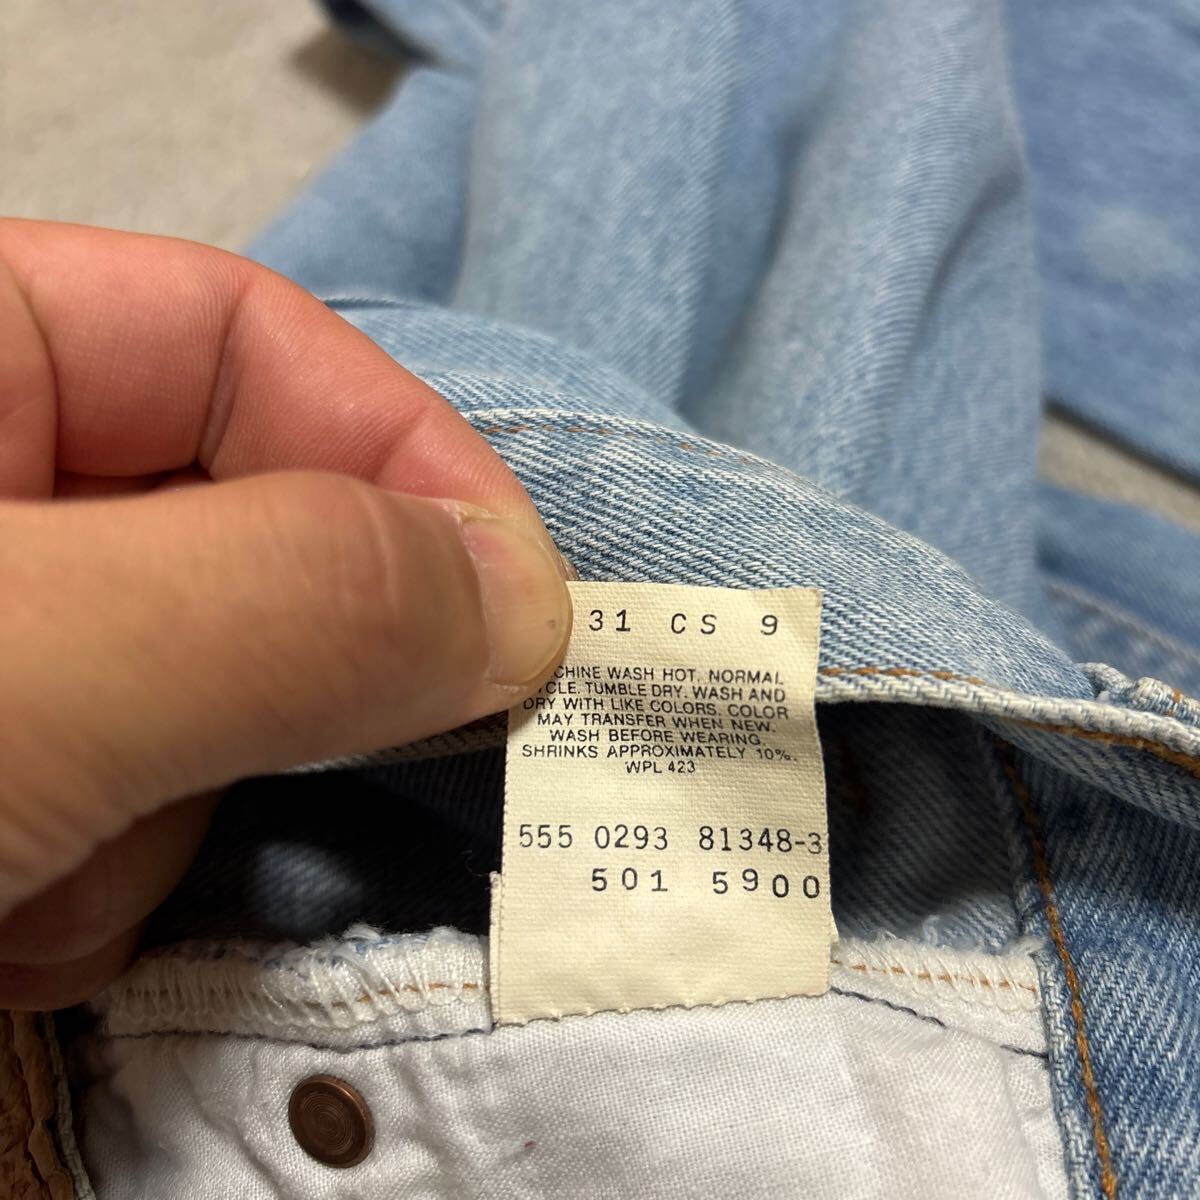 31 CS 9
CHINE WASH HOT. NORMAL
YCLE. TUMBLE DRY. WASH AND
DRY WITH LIKE COLORS. COLOR
MAY TRANSFER WHEN NEW.
WASH BEFORE WEARING.
SHRINKS APPROXIMATELY 10%.
WPL 423
555 0293 81348-3
501 5900